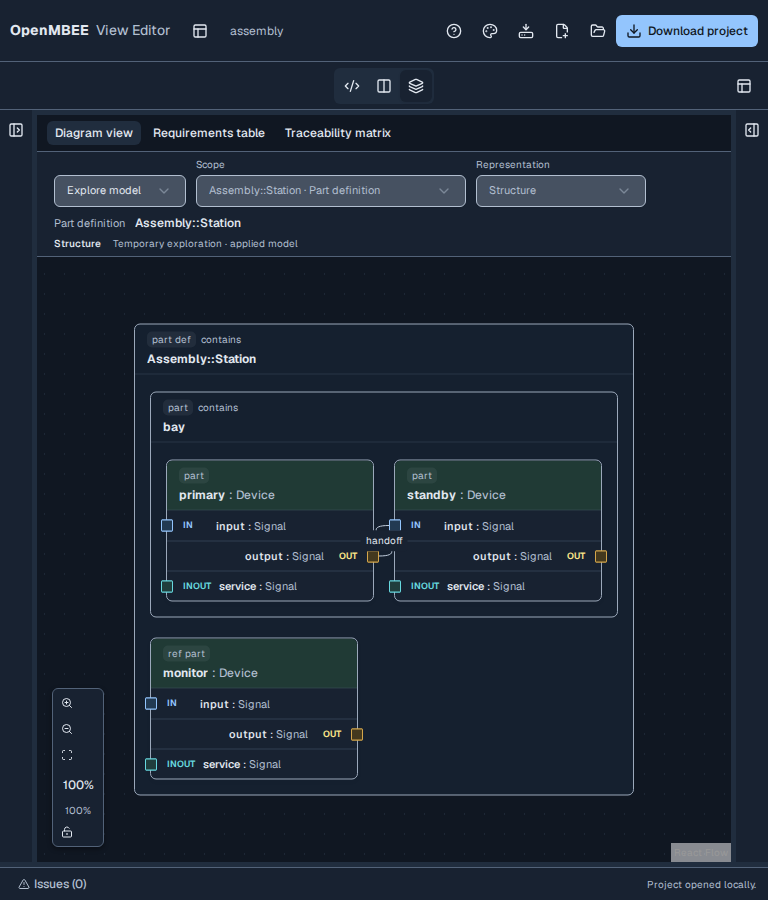 OpenMBEE View Editor
assembly
Download project
Diagram view
Requirements table
Traceability matrix
Scope
Representation
Explore model
Assembly::Station · Part definition
Structure
Part definition Assembly::Station
Structure Temporary exploration · applied model
part def contains
Assembly::Station
part contains
bay
part
primary : Device
IN input : Signal
output : Signal OUT
INOUT service : Signal
handoff
part
standby : Device
IN input : Signal
output : Signal OUT
INOUT service : Signal
ref part
monitor : Device
IN input : Signal
output : Signal OUT
INOUT service : Signal
100%
100%
React Flow
Issues (0)
Project opened locally.